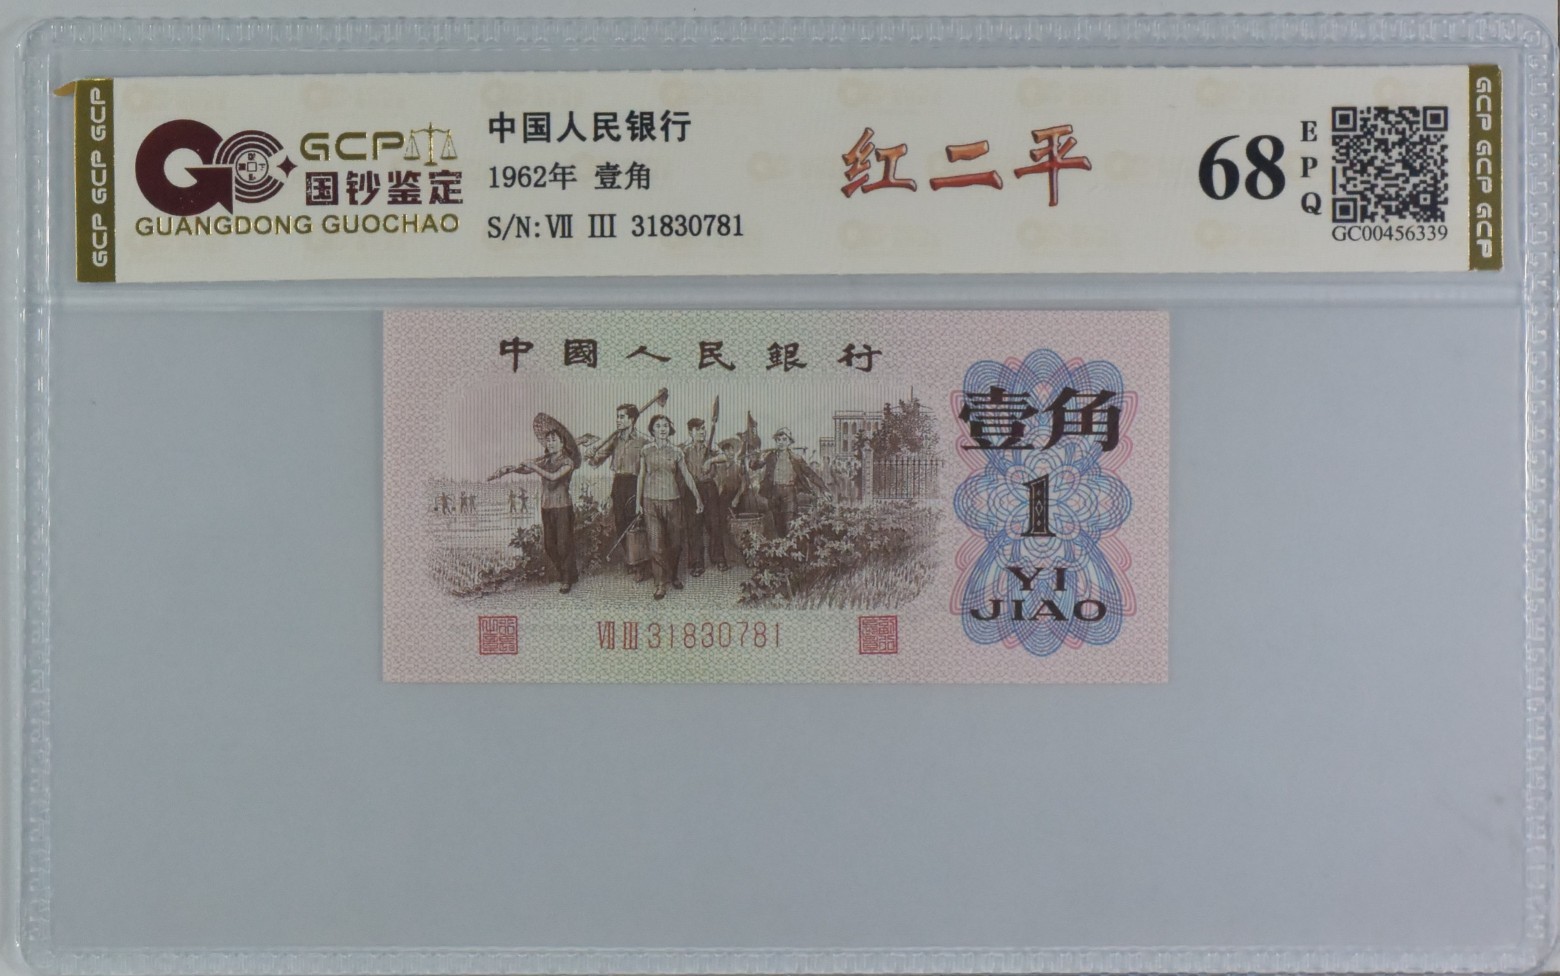 GCP GCP GCP
GCP
国钞鉴定
GUANGDONG GUOCHAO
中国人民银行
1962年 壹角
S/N:Ⅶ Ⅲ 31830781
红二平
68
EPQ
GC00456339
GCP GCP GCP
中國人民銀行
壹角
1
YI
JIAO
Ⅶ Ⅲ 31830781